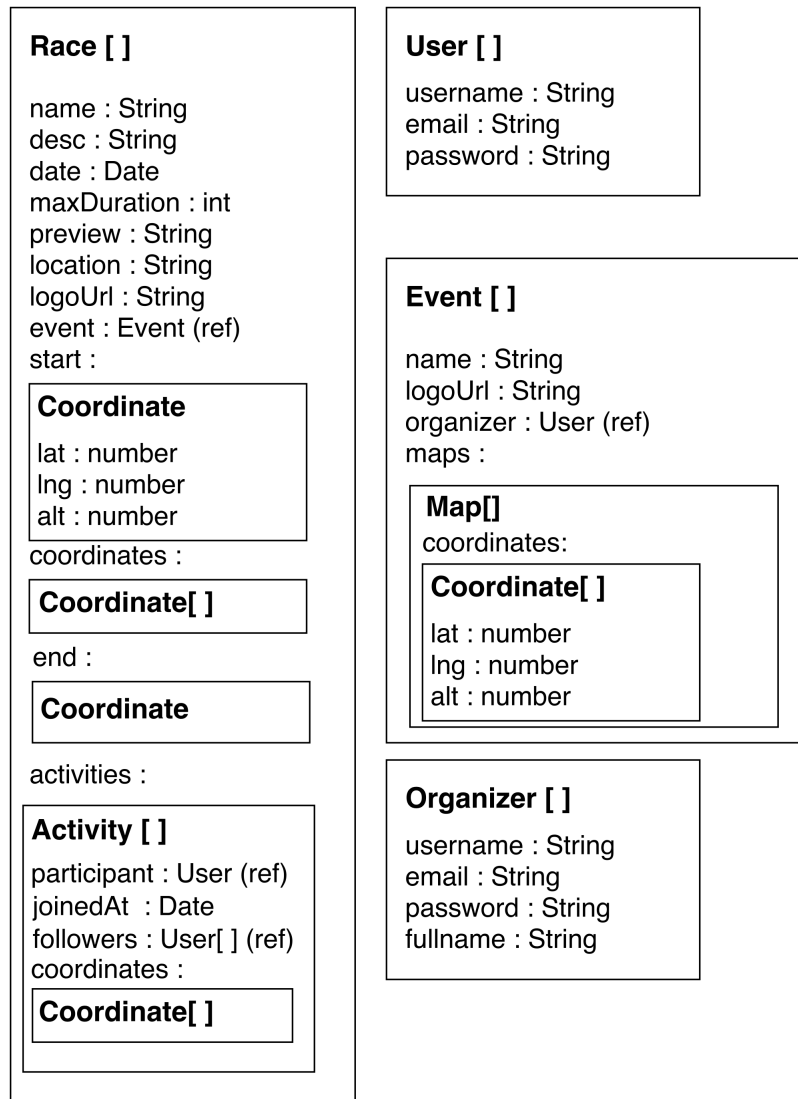 Race [ ]
name : String
desc : String
date : Date
maxDuration : int
preview : String
location : String
logoUrl : String
event : Event (ref)
start :
Coordinate
lat : number
lng : number
alt : number
coordinates :
Coordinate[ ]
end :
Coordinate
activities :
Activity [ ]
participant : User (ref)
joinedAt : Date
followers : User[ ] (ref)
coordinates :
Coordinate[ ]
User [ ]
username : String
email : String
password : String
Event [ ]
name : String
logoUrl : String
organizer : User (ref)
maps :
Map[]
coordinates:
Coordinate[ ]
lat : number
lng : number
alt : number
Organizer [ ]
username : String
email : String
password : String
fullname : String